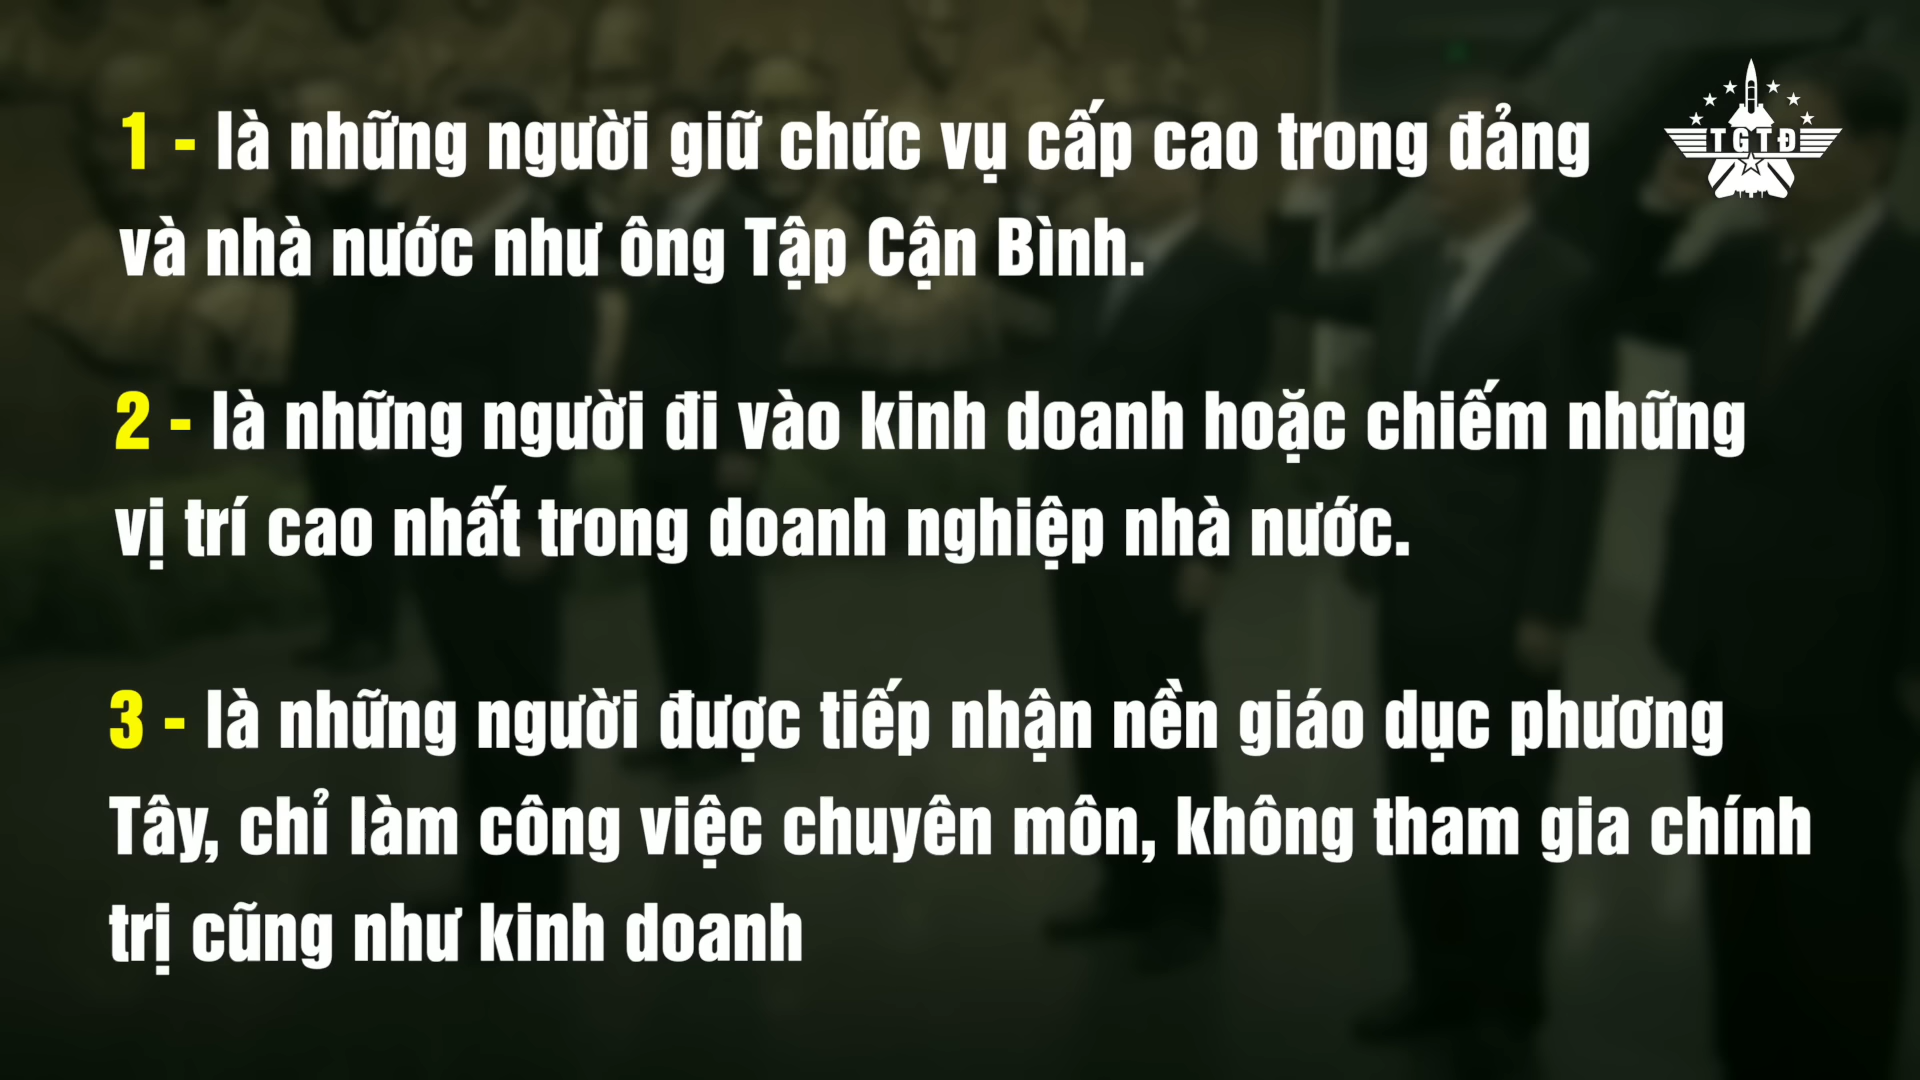 1 - là những người giữ chức vụ cấp cao trong đảng
và nhà nước như ông Tập Cận Bình.
2 - là những người đi vào kinh doanh hoặc chiếm những
vị trí cao nhất trong doanh nghiệp nhà nước.
3 - là những người được tiếp nhận nền giáo dục phương
Tây, chỉ làm công việc chuyên môn, không tham gia chính
trị cũng như kinh doanh
TGTĐ